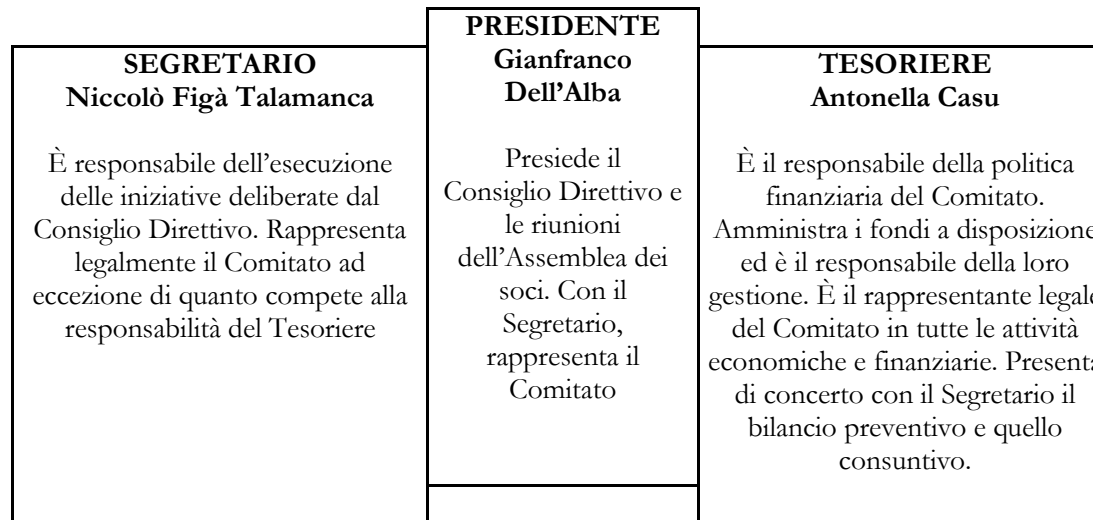 SEGRETARIO
Niccolò Figà Talamanca
È responsabile dell’esecuzione
delle iniziative deliberate dal
Consiglio Direttivo. Rappresenta
legalmente il Comitato ad
eccezione di quanto compete alla
responsabilità del Tesoriere
PRESIDENTE
Gianfranco
Dell’Alba
Presiede il
Consiglio Direttivo e
le riunioni
dell’Assemblea dei
soci. Con il
Segretario,
rappresenta il
Comitato
TESORIERE
Antonella Casu
È il responsabile della politica
finanziaria del Comitato.
Amministra i fondi a disposizione
ed è il responsabile della loro
gestione. È il rappresentante legale
del Comitato in tutte le attività
economiche e finanziarie. Presenta
di concerto con il Segretario il
bilancio preventivo e quello
consuntivo.